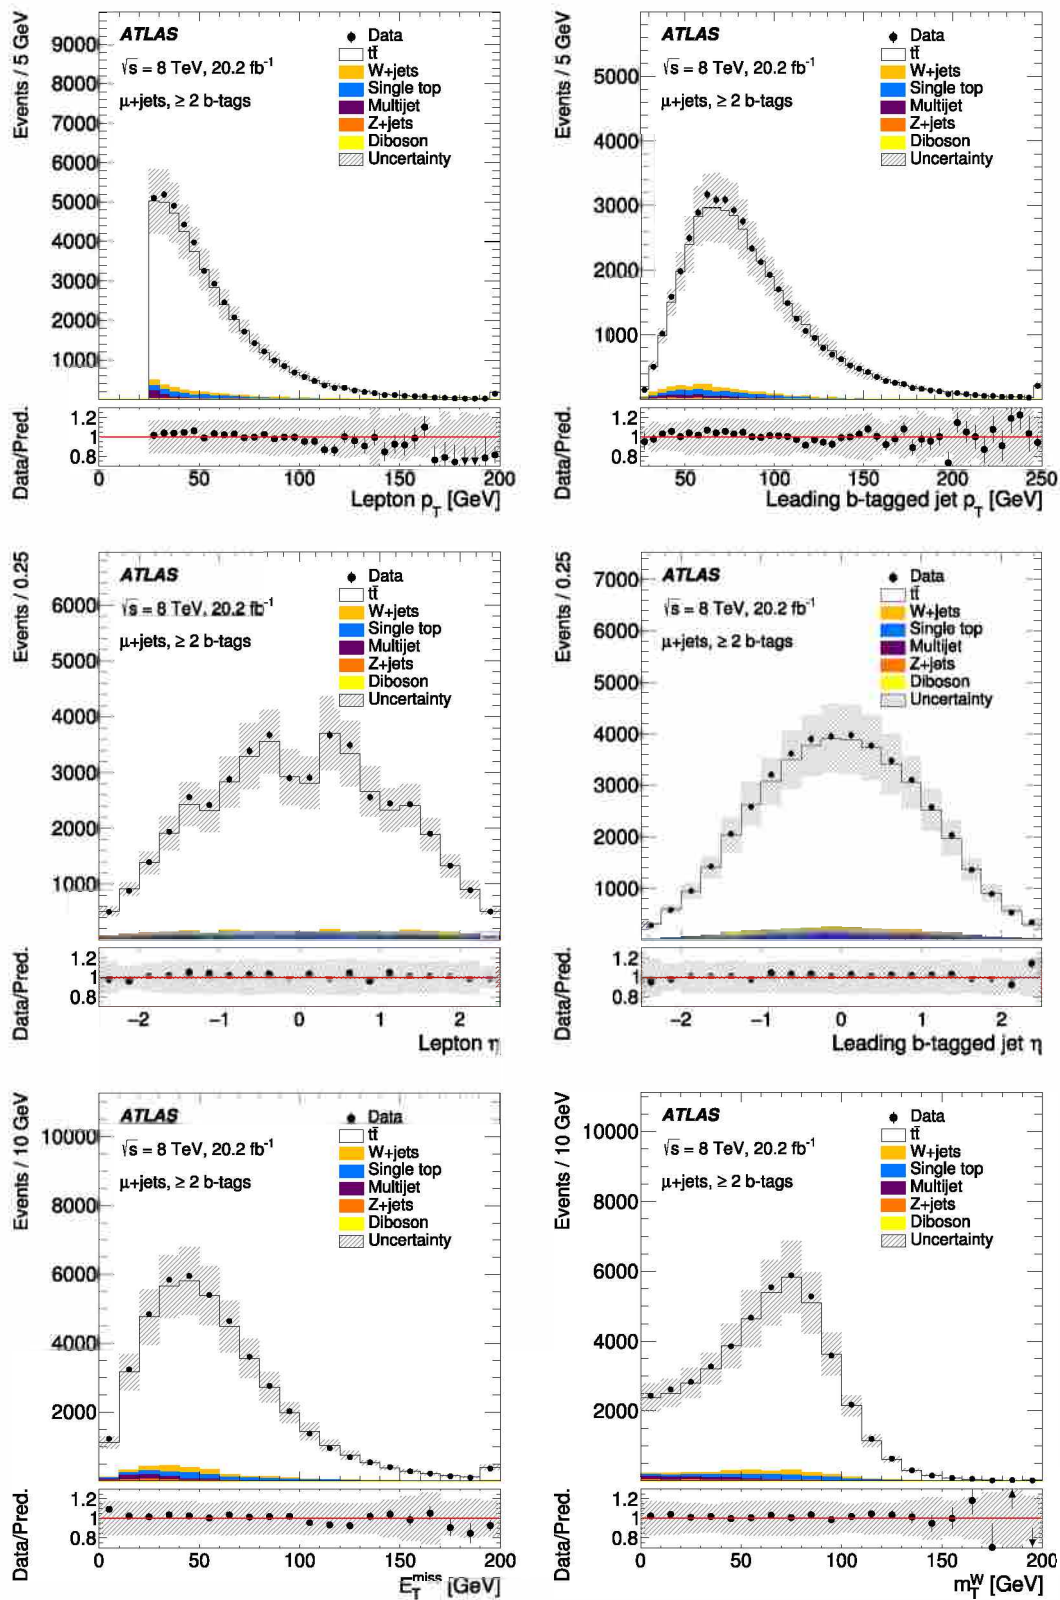 Events / 5 GeV
9000
8000
7000
6000
5000
4000
3000
2000
1000
ATLAS
√s = 8 TeV, 20.2 fb⁻¹
μ+jets, ≥ 2 b-tags
Data
tt̄
W+jets
Single top
Multijet
Z+jets
Diboson
Uncertainty
Data/Pred.
1.2
1
0.8
0 50 100 150 200
Lepton p_T [GeV]
Events / 5 GeV
5000
4000
3000
2000
1000
ATLAS
√s = 8 TeV, 20.2 fb⁻¹
μ+jets, ≥ 2 b-tags
Data
tt̄
W+jets
Single top
Multijet
Z+jets
Diboson
Uncertainty
Data/Pred.
1.2
1
0.8
50 100 150 200 250
Leading b-tagged jet p_T [GeV]
Events / 0.25
6000
5000
4000
3000
2000
1000
ATLAS
√s = 8 TeV, 20.2 fb⁻¹
μ+jets, ≥ 2 b-tags
Data
tt̄
W+jets
Single top
Multijet
Z+jets
Diboson
Uncertainty
Data/Pred.
1.2
1
0.8
−2 −1 0 1 2
Lepton η
Events / 0.25
7000
6000
5000
4000
3000
2000
1000
ATLAS
√s = 8 TeV, 20.2 fb⁻¹
μ+jets, ≥ 2 b-tags
Data
tt̄
W+jets
Single top
Multijet
Z+jets
Diboson
Uncertainty
Data/Pred.
1.2
1
0.8
−2 −1 0 1 2
Leading b-tagged jet η
Events / 10 GeV
10000
8000
6000
4000
2000
ATLAS
√s = 8 TeV, 20.2 fb⁻¹
μ+jets, ≥ 2 b-tags
Data
tt̄
W+jets
Single top
Multijet
Z+jets
Diboson
Uncertainty
Data/Pred.
1.2
1
0.8
0 50 100 150 200
E_T^miss [GeV]
Events / 10 GeV
10000
8000
6000
4000
2000
ATLAS
√s = 8 TeV, 20.2 fb⁻¹
μ+jets, ≥ 2 b-tags
Data
tt̄
W+jets
Single top
Multijet
Z+jets
Diboson
Uncertainty
Data/Pred.
1.2
1
0.8
0 50 100 150 200
m_T^W [GeV]